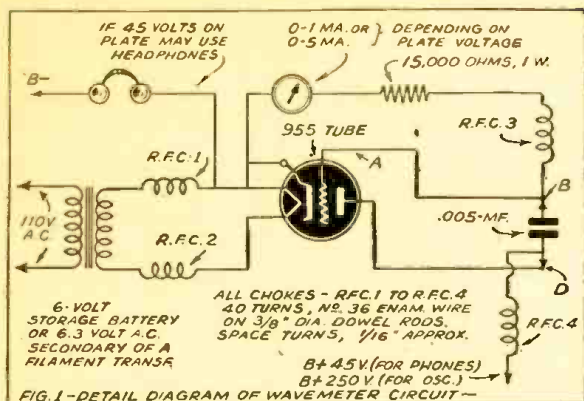 IF 45 VOLTS ON
PLATE MAY USE
HEADPHONES
B-
0-1 MA. OR
0-5 MA.
DEPENDING ON
PLATE VOLTAGE
15,000 OHMS, 1 W.
955 TUBE
R.F.C. 3
R.F.C.1
A
B
110V
A.C.
.005-MF.
R.F.C. 2
D
6-VOLT
STORAGE BATTERY
OR 6.3 VOLT A.C.
SECONDARY OF A
FILAMENT TRANSF.
ALL CHOKES - RFC.1 TO R.F.C.4
40 TURNS, NO. 36 ENAM. WIRE
ON 3/8" DIA. DOWEL RODS.
SPACE TURNS, 1/16" APPROX.
R.F.C.4
B+ 45V. (FOR PHONES)
B+ 250 V. (FOR OSC.)
FIG. 1-DETAIL DIAGRAM OF WAVEMETER CIRCUIT-